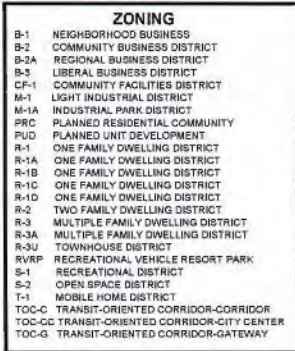 ZONING
B-1 NEIGHBORHOOD BUSINESS
B-2 COMMUNITY BUSINESS DISTRICT
B-2A REGIONAL BUSINESS DISTRICT
B-3 LIBERAL BUSINESS DISTRICT
CF-1 COMMUNITY FACILITIES DISTRICT
M-1 LIGHT INDUSTRIAL DISTRICT
M-1A INDUSTRIAL PARK DISTRICT
PRC PLANNED RESIDENTIAL COMMUNITY
PUD PLANNED UNIT DEVELOPMENT
R-1 ONE FAMILY DWELLING DISTRICT
R-1A ONE FAMILY DWELLING DISTRICT
R-1B ONE FAMILY DWELLING DISTRICT
R-1C ONE FAMILY DWELLING DISTRICT
R-1D ONE FAMILY DWELLING DISTRICT
R-2 TWO FAMILY DWELLING DISTRICT
R-3 MULTIPLE FAMILY DWELLING DISTRICT
R-3A MULTIPLE FAMILY DWELLING DISTRICT
R-3U TOWNHOUSE DISTRICT
RVRP RECREATIONAL VEHICLE RESORT PARK
S-1 RECREATIONAL DISTRICT
S-2 OPEN SPACE DISTRICT
T-1 MOBILE HOME DISTRICT
TOC-C TRANSIT-ORIENTED CORRIDOR-CORRIDOR
TOC-CC TRANSIT-ORIENTED CORRIDOR-CITY CENTER
TOC-G TRANSIT-ORIENTED CORRIDOR-GATEWAY